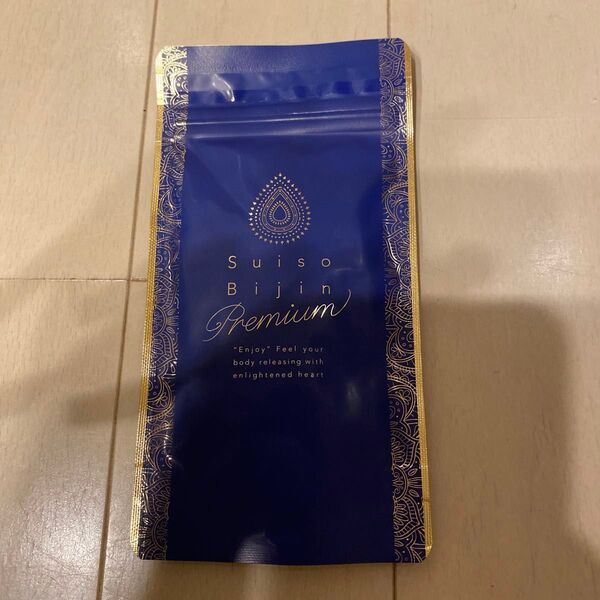 Suiso
Bijin
Premium
"Enjoy" Feel your
body releasing with
enlightened heart